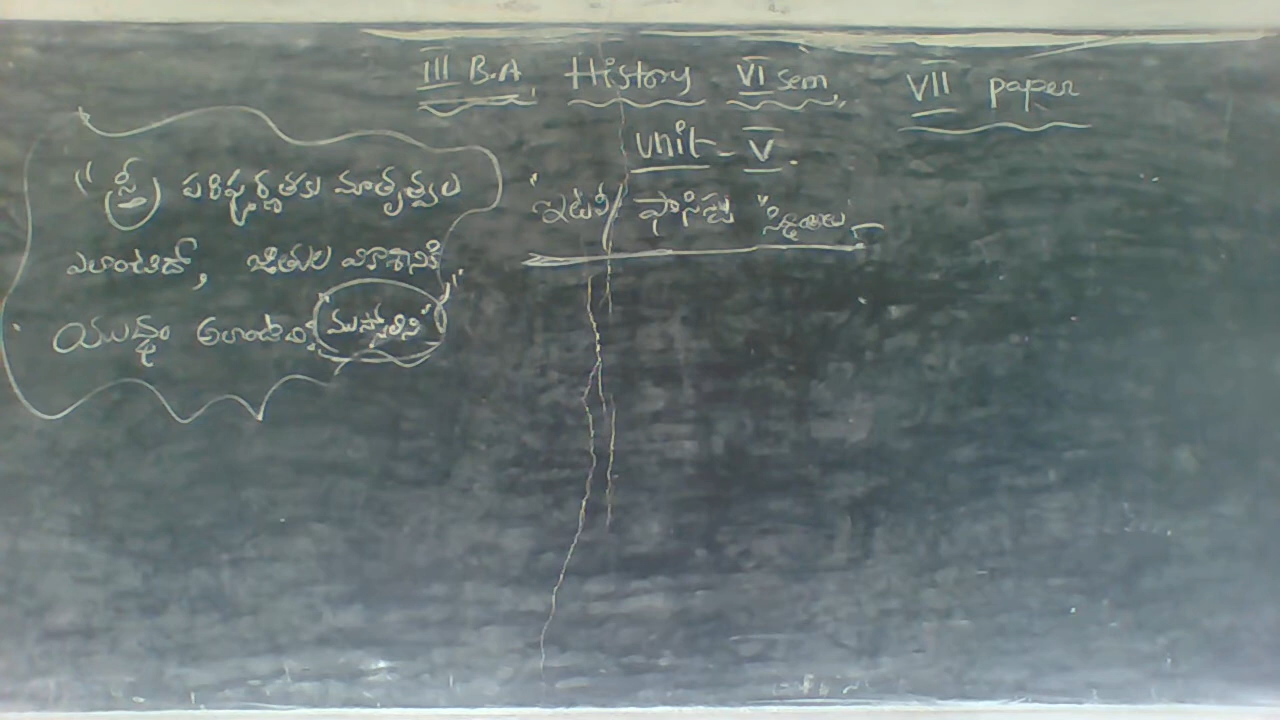 III B.A History VI sem, VII paper
unit - V.
"ఇటలీ ఫాసిజం
"స్త్రీ పరిపూర్ణతకు మాతృత్వం
ఎలాంటిదో, జాతుల వికాశానికి
యుద్ధం అలాంటిది" ముస్సోలిని"